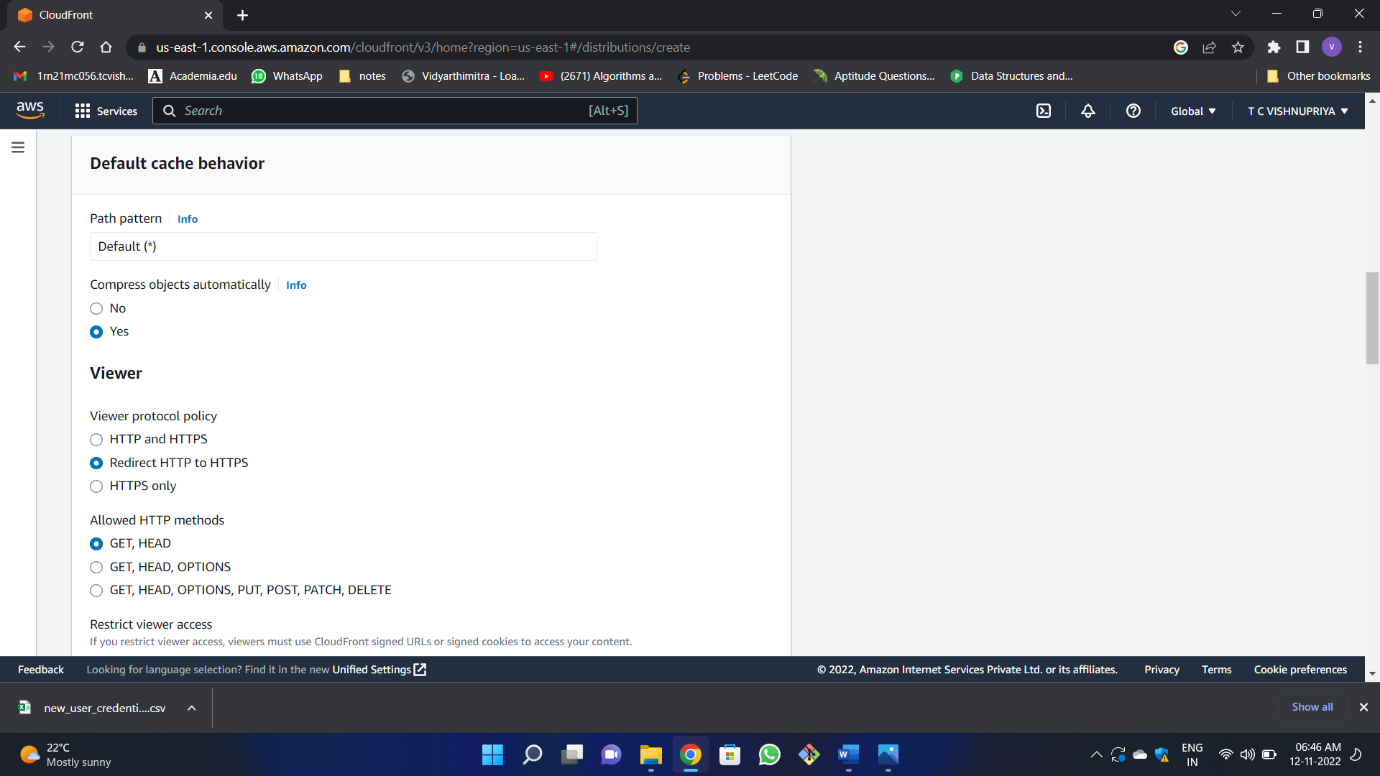 CloudFront
us-east-1.console.aws.amazon.com/cloudfront/v3/home?region=us-east-1#/distributions/create
V
1rn21mc056.tcvish... Academia.edu WhatsApp notes Vidyarthimitra - Loa... (2671) Algorithms a... Problems - LeetCode Aptitude Questions... Data Structures and... Other bookmarks
aws Services Search [Alt+S] Global T C VISHNUPRIYA
Default cache behavior
Path pattern Info
Default (*)
Compress objects automatically Info
No
Yes
Viewer
Viewer protocol policy
HTTP and HTTPS
Redirect HTTP to HTTPS
HTTPS only
Allowed HTTP methods
GET, HEAD
GET, HEAD, OPTIONS
GET, HEAD, OPTIONS, PUT, POST, PATCH, DELETE
Restrict viewer access
If you restrict viewer access, viewers must use CloudFront signed URLs or signed cookies to access your content.
Feedback Looking for language selection? Find it in the new Unified Settings © 2022, Amazon Internet Services Private Ltd. or its affiliates. Privacy Terms Cookie preferences
new_user_credenti....csv Show all
22°C
Mostly sunny
ENG
IN
06:46 AM
12-11-2022